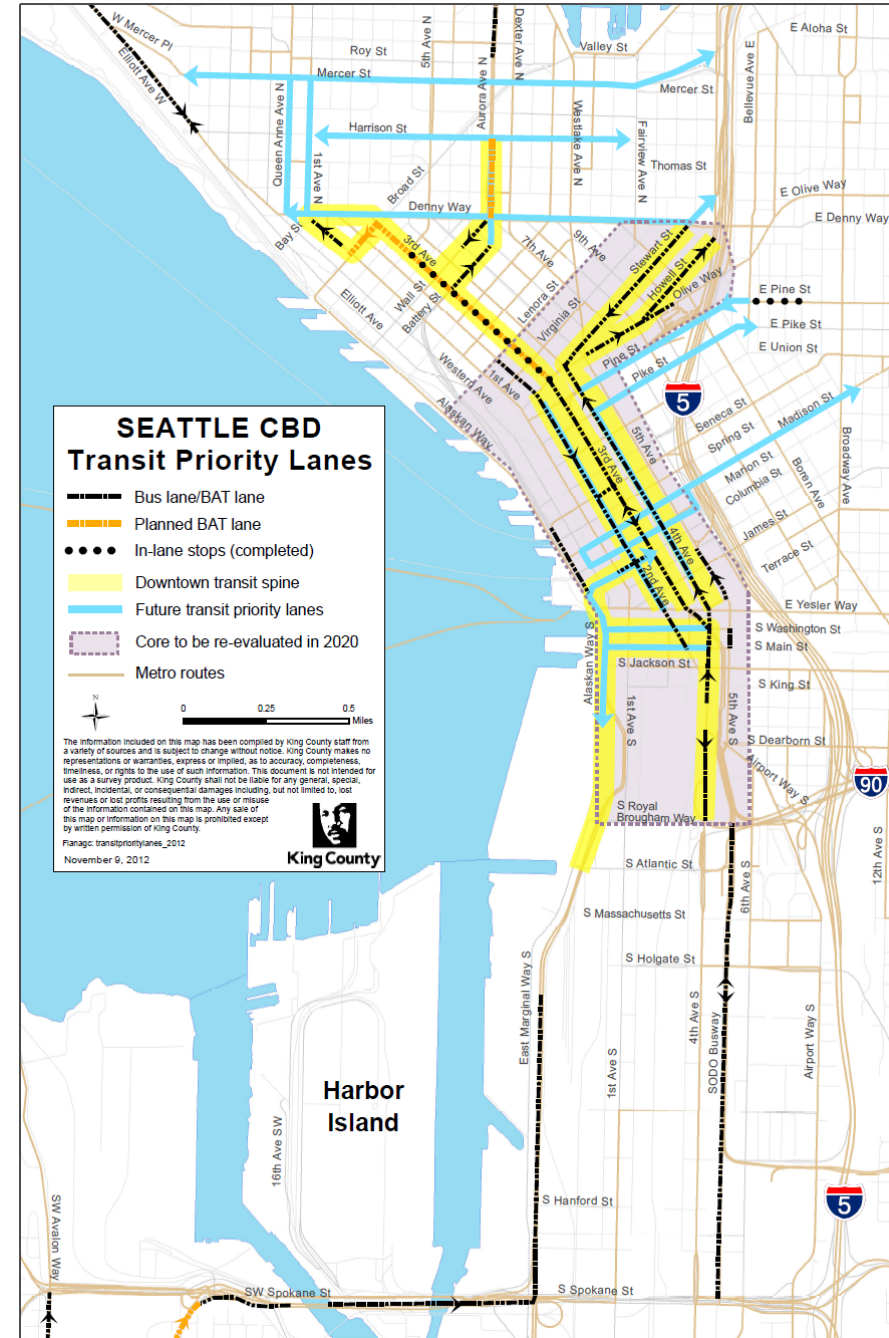 W Mercer Pl
Elliott Ave W
Roy St
5th Ave N
Aurora Ave N
Dexter Ave N
Valley St
Bellevue Ave E
E Aloha St
Mercer St
Mercer St
Queen Anne Ave N
Harrison St
1st Ave N
Broad St
Westlake Ave N
Fairview Ave N
Thomas St
Denny Way
E Olive Way
E Denny Way
Bay St
3rd Ave
7th Ave
9th Ave
Stewart St
Howell St
Olive Way
Wall St
Battery St
Lenora St
Virginia St
Elliott Ave
E Pine St
E Pike St
E Union St
Pine St
Pike St
Western Ave
1st Ave
Alaskan Way
5
Seneca St
Spring St
Madison St
Marion St
Columbia St
Boren Ave
Broadway Ave
5th Ave
3rd Ave
4th Ave
2nd Ave
James St
Terrace St
E Yesler Way
S Washington St
S Main St
S Jackson St
S King St
Alaskan Way S
1st Ave S
5th Ave S
S Dearborn St
Airport Way S
90
S Royal
Brougham Way
SEATTLE CBD
Transit Priority Lanes
Bus lane/BAT lane
Planned BAT lane
In-lane stops (completed)
Downtown transit spine
Future transit priority lanes
Core to be re-evaluated in 2020
Metro routes
N
0 0.25 0.5
Miles
The information included on this map has been compiled by King County staff from
a variety of sources and is subject to change without notice. King County makes no
representations or warranties, express or implied, as to accuracy, completeness,
timeliness, or rights to the use of such information. This document is not intended for
use as a survey product. King County shall not be liable for any general, special,
indirect, incidental, or consequential damages including, but not limited to, lost
revenues or lost profits resulting from the use or misuse
of the information contained on this map. Any sale of
this map or information on this map is prohibited except
by written permission of King County.
Flanagc: transitprioritylanes_2012
November 9, 2012
King County
S Atlantic St
6th Ave S
12th Ave S
S Massachusetts St
S Holgate St
East Marginal Way S
1st Ave S
4th Ave S
SODO Busway
Airport Way S
Harbor
Island
16th Ave SW
S Hanford St
5
SW Avalon Way
SW Spokane St
S Spokane St